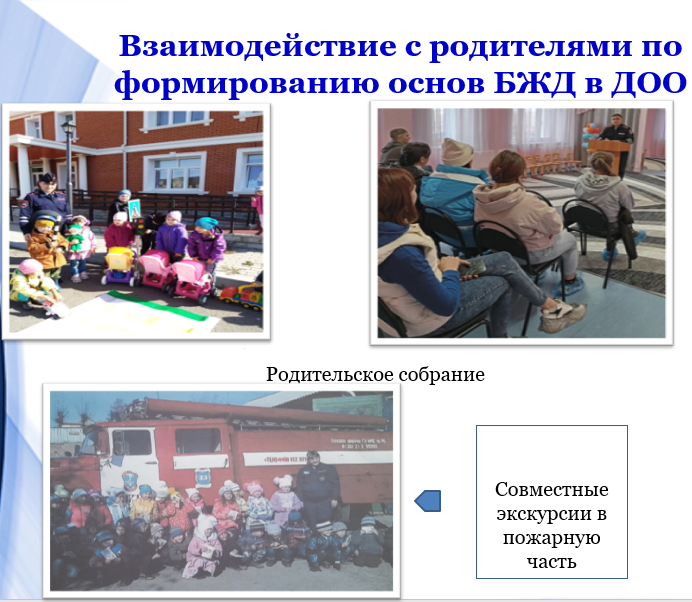 Взаимодействие с родителями по
формированию основ БЖД в ДОО
Родительское собрание
Совместные
экскурсии в
пожарную
часть